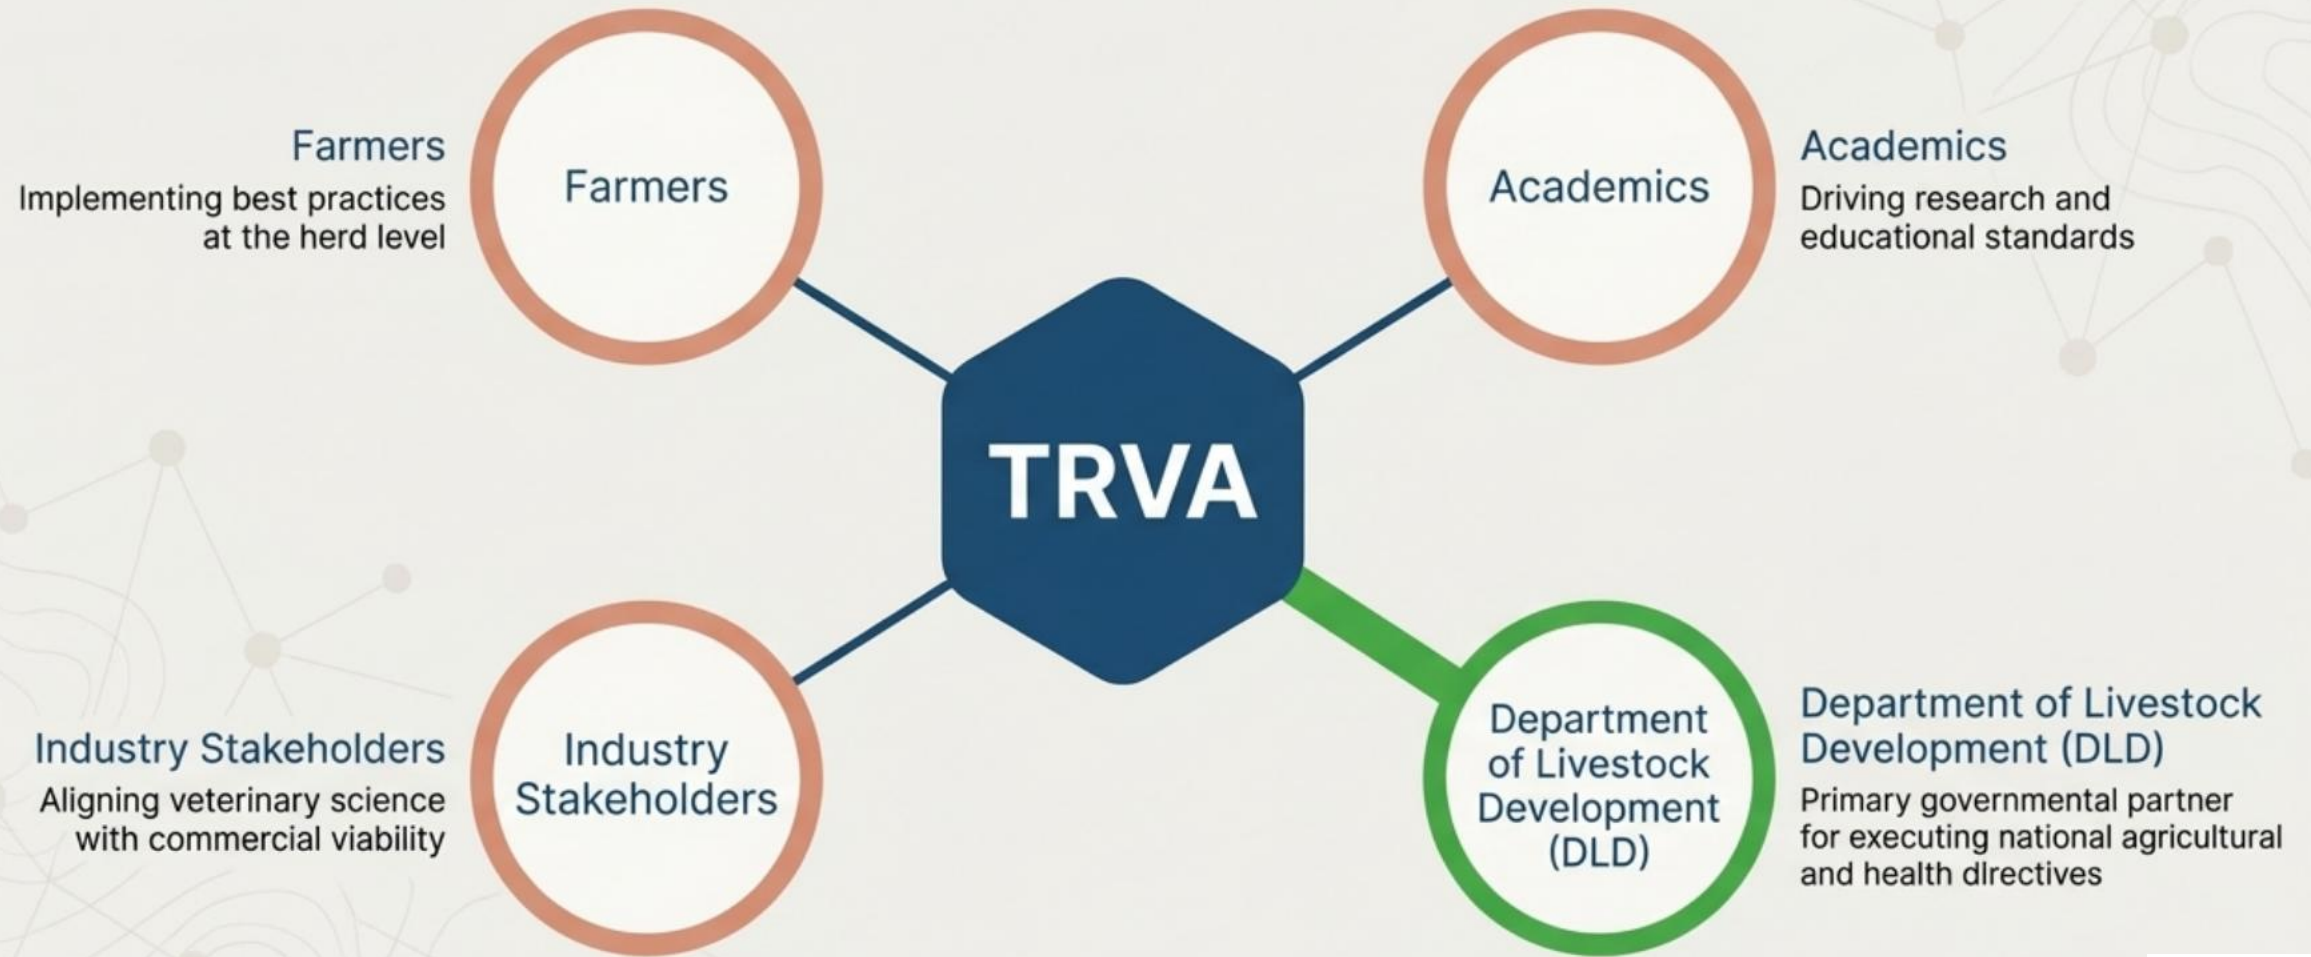 Farmers
Implementing best practices
at the herd level
Farmers
Academics
Academics
Driving research and
educational standards
TRVA
Industry Stakeholders
Aligning veterinary science
with commercial viability
Industry
Stakeholders
Department
of Livestock
Development
(DLD)
Department of Livestock
Development (DLD)
Primary governmental partner
for executing national agricultural
and health directives